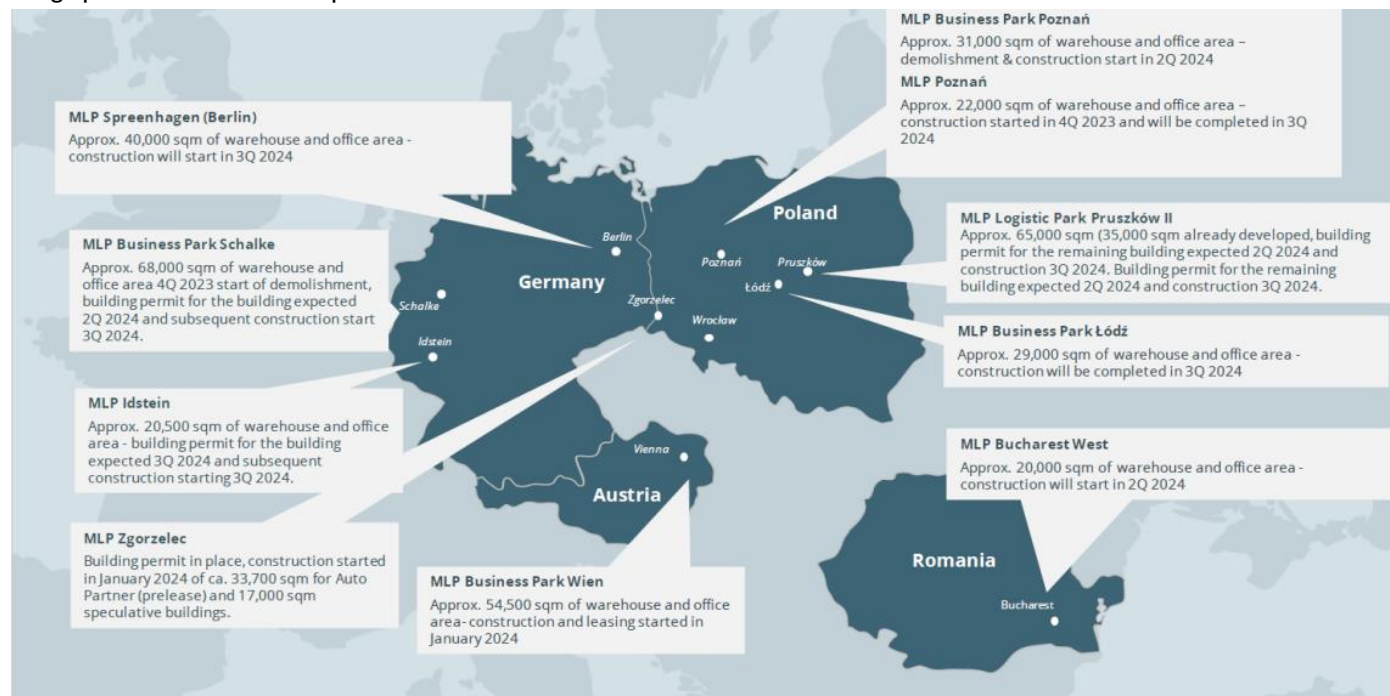 MLP Business Park Poznań
Approx. 31,000 sqm of warehouse and office area –
demolishment & construction start in 2Q 2024
MLP Poznań
Approx. 22,000 sqm of warehouse and office area –
construction started in 4Q 2023 and will be completed in 3Q
2024
MLP Spreenhagen (Berlin)
Approx. 40,000 sqm of warehouse and office area -
construction will start in 3Q 2024
Poland
MLP Logistic Park Pruszków II
Approx. 65,000 sqm (35,000 sqm already developed, building
permit for the remaining building expected 2Q 2024 and
construction 3Q 2024. Building permit for the remaining
building expected 2Q 2024 and construction 3Q 2024.
MLP Business Park Schalke
Approx. 68,000 sqm of warehouse and
office area 4Q 2023 start of demolishment,
building permit for the building expected
2Q 2024 and subsequent construction start
3Q 2024.
Berlin
Poznań
Pruszków
Germany
Łódź
Zgorzelec
Schalke
Wrocław
Idstein
MLP Business Park Łódź
Approx. 29,000 sqm of warehouse and office area -
construction will be completed in 3Q 2024
MLP Idstein
Approx. 20,500 sqm of warehouse and office
area - building permit for the building
expected 3Q 2024 and subsequent
construction starting 3Q 2024.
Vienna
Austria
MLP Bucharest West
Approx. 20,000 sqm of warehouse and office area -
construction will start in 2Q 2024
MLP Zgorzelec
Building permit in place, construction started
in January 2024 of ca. 33,700 sqm for Auto
Partner (prelease) and 17,000 sqm
speculative buildings.
MLP Business Park Wien
Approx. 54,500 sqm of warehouse and office
area- construction and leasing started in
January 2024
Romania
Bucharest